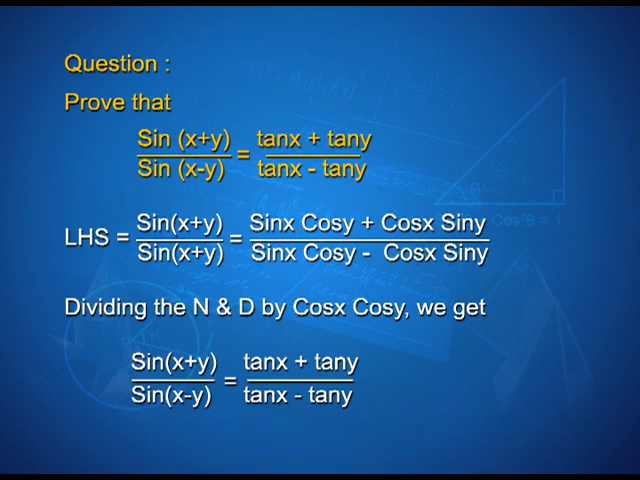 Question :
Prove that
Sin (x+y) / Sin (x-y) = tanx + tany / tanx - tany
LHS = Sin(x+y) / Sin(x+y) = Sinx Cosy + Cosx Siny / Sinx Cosy - Cosx Siny
Dividing the N & D by Cosx Cosy, we get
Sin(x+y) / Sin(x-y) = tanx + tany / tanx - tany